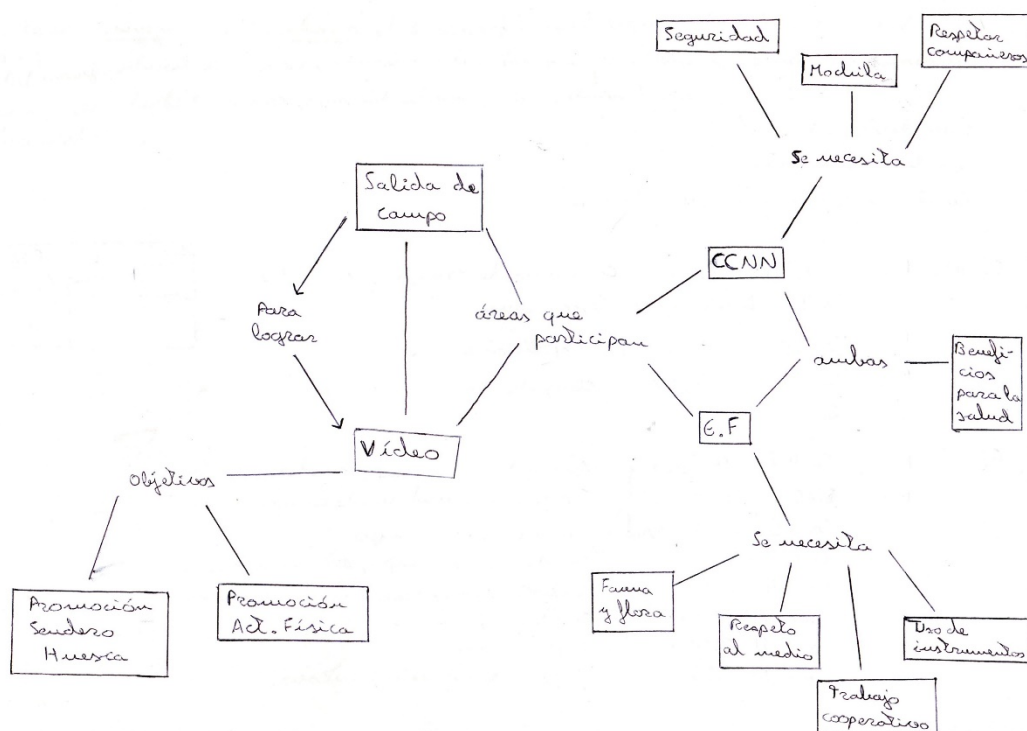 Seguridad
Mochila
Respetar
compañeros
Se necesita
Salida de
campo
CCNN
Para
lograr
áreas que
participan
ambas
Benefi-
cios
para la
salud
E.F
Vídeo
Objetivos
Se necesita
Promoción
Sendero
Huesca
Promoción
Act. Física
Fauna
y flora
Respeto
al medio
Uso de
instrumentos
Trabajo
cooperativo